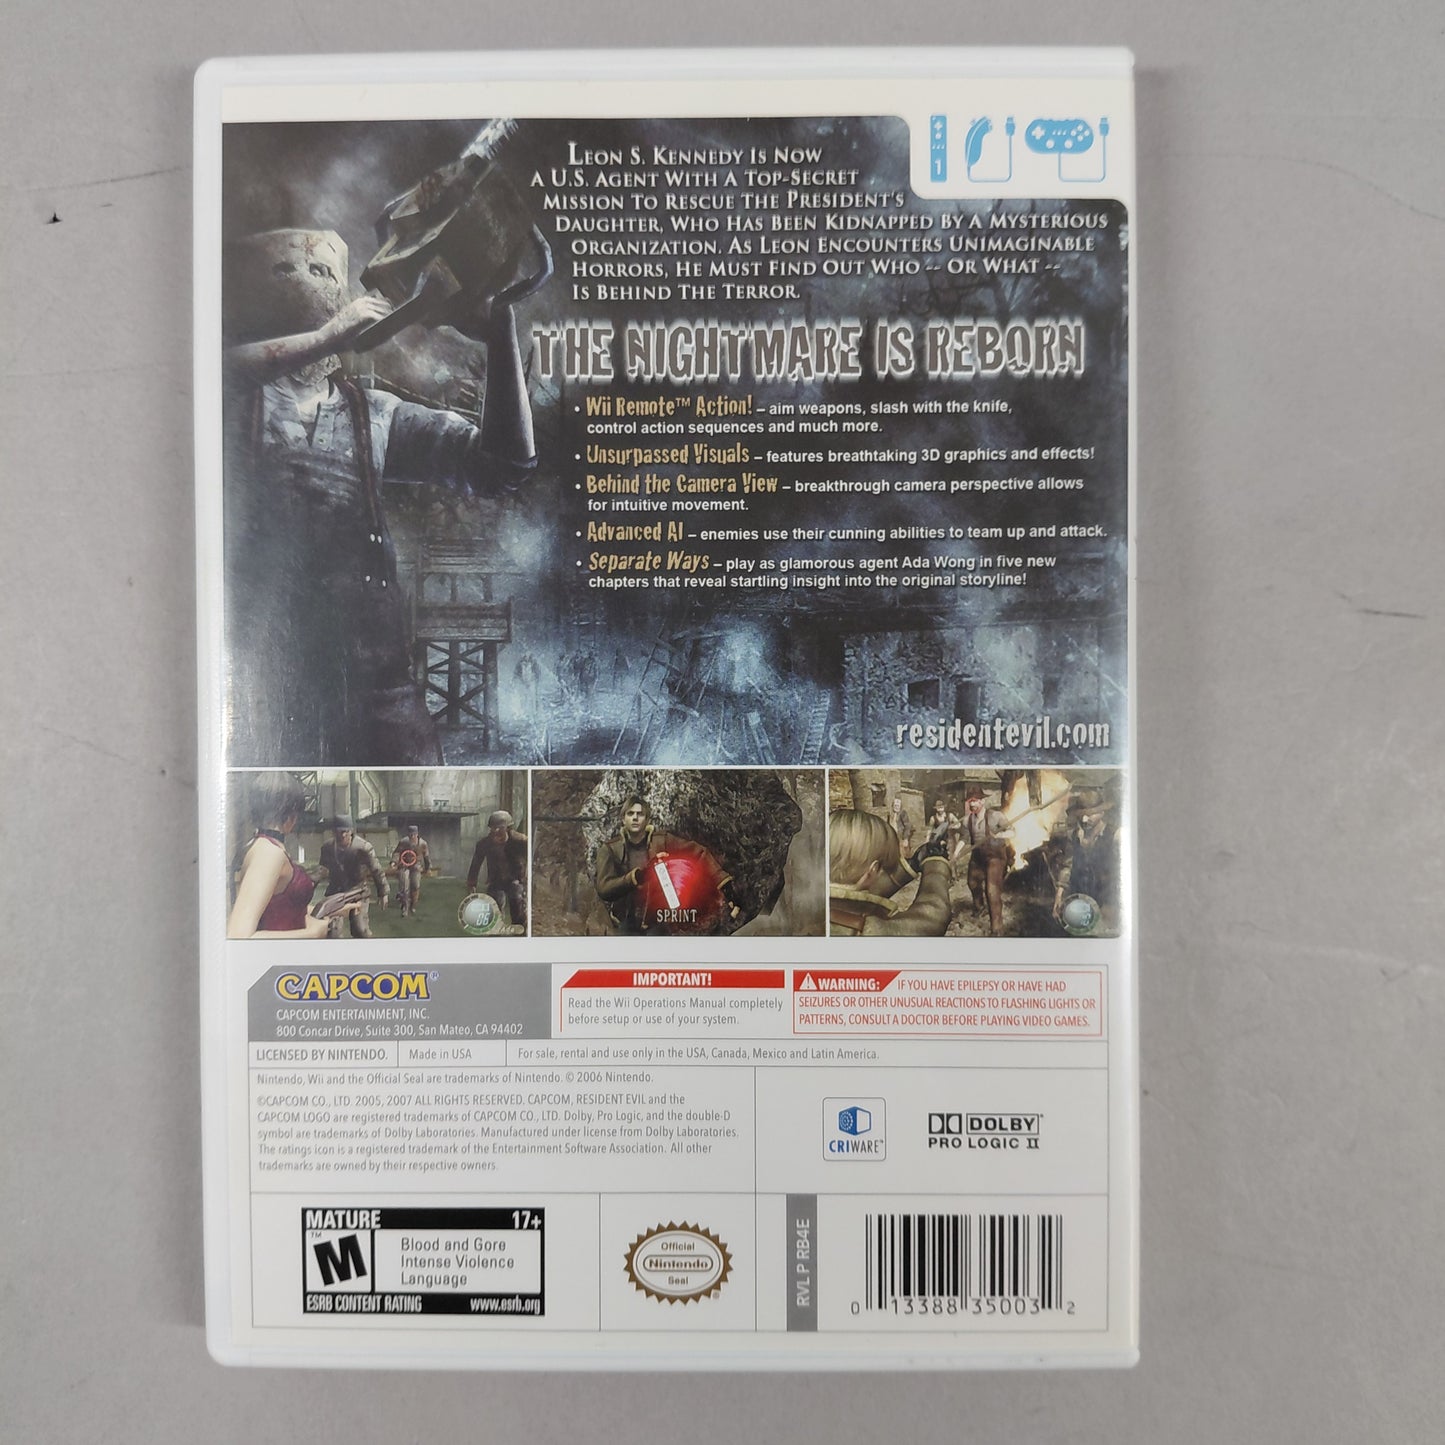 1
LEON S. KENNEDY IS NOW
A U.S. AGENT WITH A TOP-SECRET
MISSION TO RESCUE THE PRESIDENT'S
DAUGHTER, WHO HAS BEEN KIDNAPPED BY A MYSTERIOUS
ORGANIZATION. AS LEON ENCOUNTERS UNIMAGINABLE
HORRORS, HE MUST FIND OUT WHO -- OR WHAT --
IS BEHIND THE TERROR.
THE NIGHTMARE IS REBORN
• Wii Remote™ Action! – aim weapons, slash with the knife,
control action sequences and much more.
• Unsurpassed Visuals – features breathtaking 3D graphics and effects!
• Behind the Camera View – breakthrough camera perspective allows
for intuitive movement.
• Advanced AI – enemies use their cunning abilities to team up and attack.
• Separate Ways – play as glamorous agent Ada Wong in five new
chapters that reveal startling insight into the original storyline!
residentevil.com
SPRINT
CAPCOM®
CAPCOM ENTERTAINMENT, INC.
800 Concar Drive, Suite 300, San Mateo, CA 94402
IMPORTANT!
Read the Wii Operations Manual completely
before setup or use of your system.
WARNING: IF YOU HAVE EPILEPSY OR HAVE HAD
SEIZURES OR OTHER UNUSUAL REACTIONS TO FLASHING LIGHTS OR
PATTERNS, CONSULT A DOCTOR BEFORE PLAYING VIDEO GAMES.
LICENSED BY NINTENDO.
Made in USA
For sale, rental and use only in the USA, Canada, Mexico and Latin America.
Nintendo, Wii and the Official Seal are trademarks of Nintendo. © 2006 Nintendo.
©CAPCOM CO., LTD. 2005, 2007 ALL RIGHTS RESERVED. CAPCOM, RESIDENT EVIL and the
CAPCOM LOGO are registered trademarks of CAPCOM CO., LTD. Dolby, Pro Logic, and the double-D
symbol are trademarks of Dolby Laboratories. Manufactured under license from Dolby Laboratories.
The ratings icon is a registered trademark of the Entertainment Software Association. All other
trademarks are owned by their respective owners.
CRIWARE™
DOLBY®
PRO LOGIC II
MATURE 17+
™
M
Blood and Gore
Intense Violence
Language
ESRB CONTENT RATING www.esrb.org
Official
Nintendo
Seal
®
RVL P RB4E
0 13388 35003 2